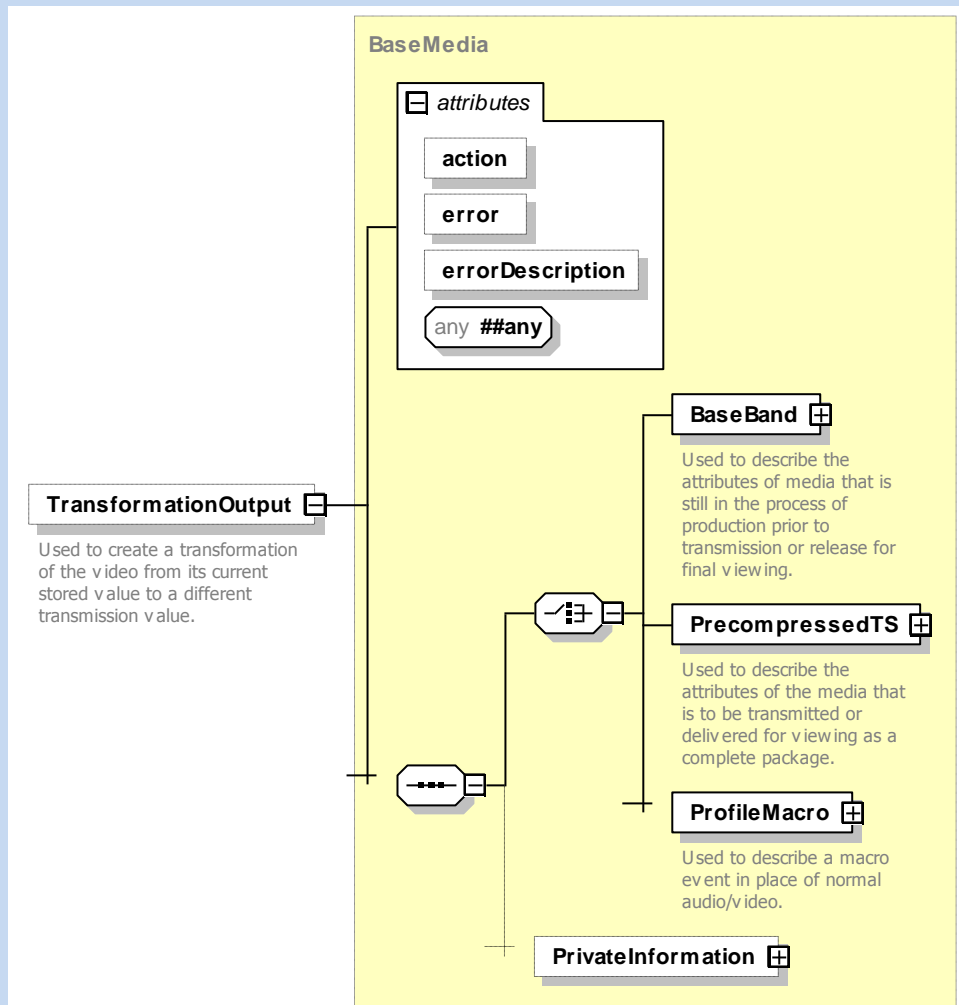 BaseMedia
attributes
action
error
errorDescription
any ##any
TransformationOutput
Used to create a transformation
of the video from its current
stored value to a different
transmission value.
BaseBand
Used to describe the
attributes of media that is
still in the process of
production prior to
transmission or release for
final viewing.
PrecompressedTS
Used to describe the
attributes of the media that
is to be transmitted or
delivered for viewing as a
complete package.
ProfileMacro
Used to describe a macro
event in place of normal
audio/video.
PrivateInformation